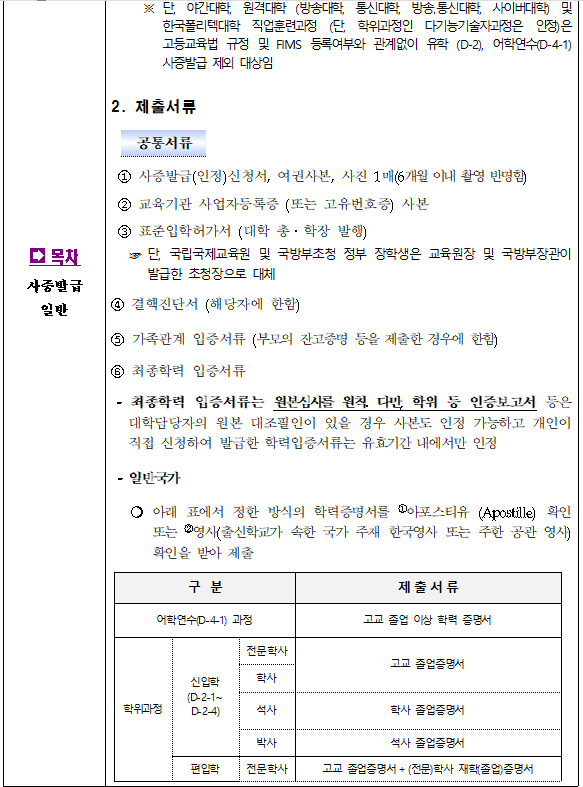 ※ 단, 야간대학, 원격대학 (방송대학, 통신대학, 방송.통신대학, 사이버대학) 및
한국폴리텍대학 직업훈련과정 (단, 학위과정인 다기능기술자과정은 인정)은
고등교육법 규정 및 FIMS 등록여부와 관계없이 유학 (D-2), 어학연수(D-4-1)
사증발급 제외 대상임
2. 제출서류
공통서류
① 사증발급(인정)신청서, 여권사본, 사진 1매(6개월 이내 촬영 반명함)
② 교육기관 사업자등록증 (또는 고유번호증) 사본
③ 표준입학허가서 (대학 총・학장 발행)
☞ 단, 국립국제교육원 및 국방부초청 정부 장학생은 교육원장 및 국방부장관이
발급한 초청장으로 대체
목차
사증발급
일반
④ 결핵진단서 (해당자에 한함)
⑤ 가족관계 입증서류 (부모의 잔고증명 등을 제출한 경우에 한함)
⑥ 최종학력 입증서류
- 최종학력 입증서류는 원본심사를 원칙. 다만, 학위 등 인증보고서 등은
대학담당자의 원본 대조필인이 있을 경우 사본도 인정 가능하고 개인이
직접 신청하여 발급한 학력입증서류는 유효기간 내에서만 인정
- 일반국가
❍ 아래 표에서 정한 방식의 학력증명서를 ①아포스티유 (Apostille) 확인
또는 ②영사(출신학교가 속한 국가 주재 한국영사 또는 주한 공관 영사)
확인을 받아 제출
구 분 제출서류
어학연수(D-4-1) 과정 고교 졸업 이상 학력 증명서
학위과정 신입학 (D-2-1~ D-2-4) 전문학사 고교 졸업증명서
학사
석사 학사 졸업증명서
박사 석사 졸업증명서
편입학 전문학사 고교 졸업증명서 + (전문)학사 재학(졸업)증명서